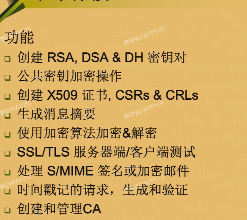 功能
创建 RSA, DSA & DH 密钥对
公共密钥加密操作
创建 X509 证书, CSRs & CRLs
生成消息摘要
使用加密算法加密&解密
SSL/TLS 服务器端/客户端测试
处理 S/MIME 签名或加密邮件
时间戳记的请求，生成和验证
创建和管理CA